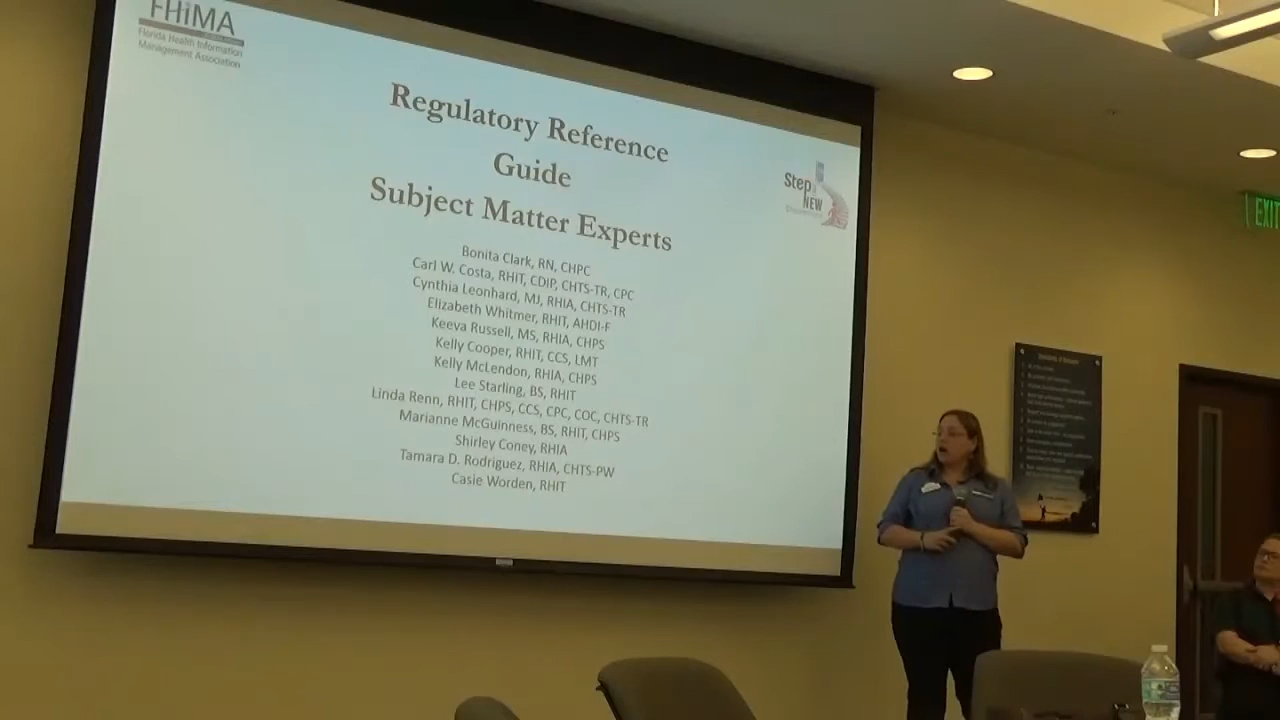 FHiMA
Florida Health Information
Management Association
Regulatory Reference
Guide
Subject Matter Experts
Step
NEW
Bonita Clark, RN, CHPC
Carl W. Costa, RHIT, CDIP, CHTS-TR, CPC
Cynthia Leonhard, MJ, RHIA, CHTS-TR
Elizabeth Whitmer, RHIT, AHDI-F
Keeva Russell, MS, RHIA, CHPS
Kelly Cooper, RHIT, CCS, LMT
Kelly McLendon, RHIA, CHPS
Lee Starling, BS, RHIT
Linda Renn, RHIT, CHPS, CCS, CPC, COC, CHTS-TR
Marianne McGuinness, BS, RHIT, CHPS
Shirley Coney, RHIA
Tamara D. Rodriguez, RHIA, CHTS-PW
Casie Worden, RHIT
EXIT